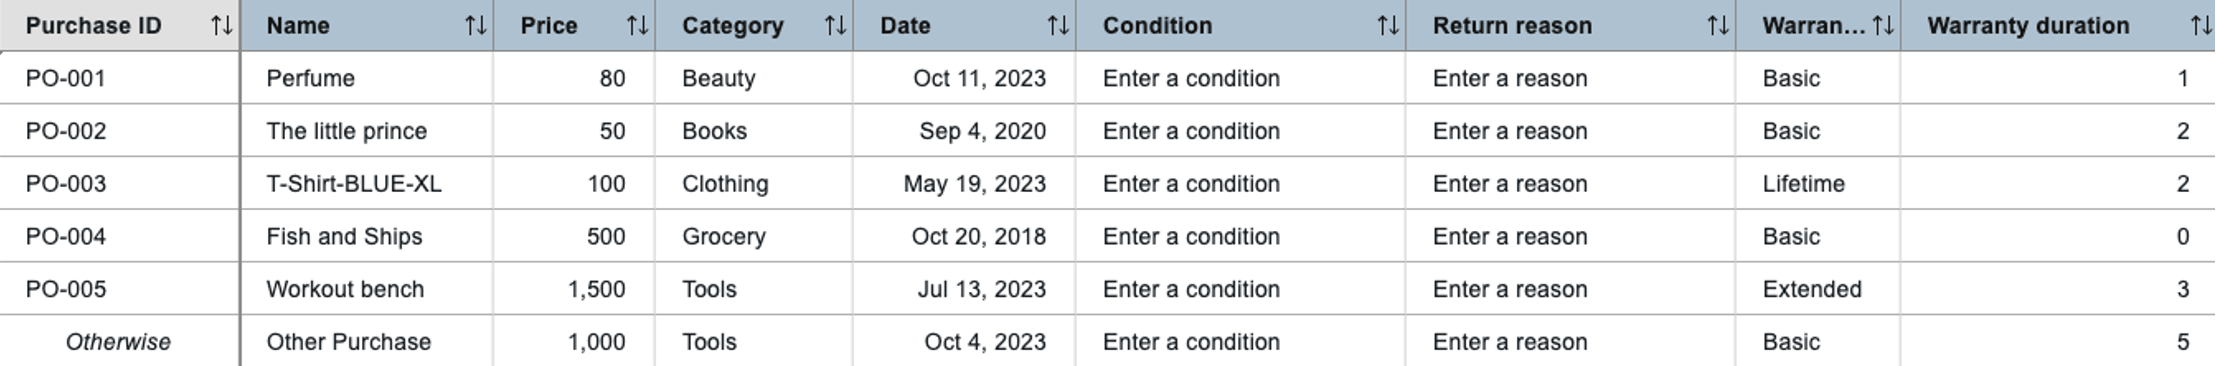 Purchase ID Name Price Category Date Condition Return reason Warran... Warranty duration
PO-001 Perfume 80 Beauty Oct 11, 2023 Enter a condition Enter a reason Basic 1
PO-002 The little prince 50 Books Sep 4, 2020 Enter a condition Enter a reason Basic 2
PO-003 T-Shirt-BLUE-XL 100 Clothing May 19, 2023 Enter a condition Enter a reason Lifetime 2
PO-004 Fish and Ships 500 Grocery Oct 20, 2018 Enter a condition Enter a reason Basic 0
PO-005 Workout bench 1,500 Tools Jul 13, 2023 Enter a condition Enter a reason Extended 3
Otherwise Other Purchase 1,000 Tools Oct 4, 2023 Enter a condition Enter a reason Basic 5